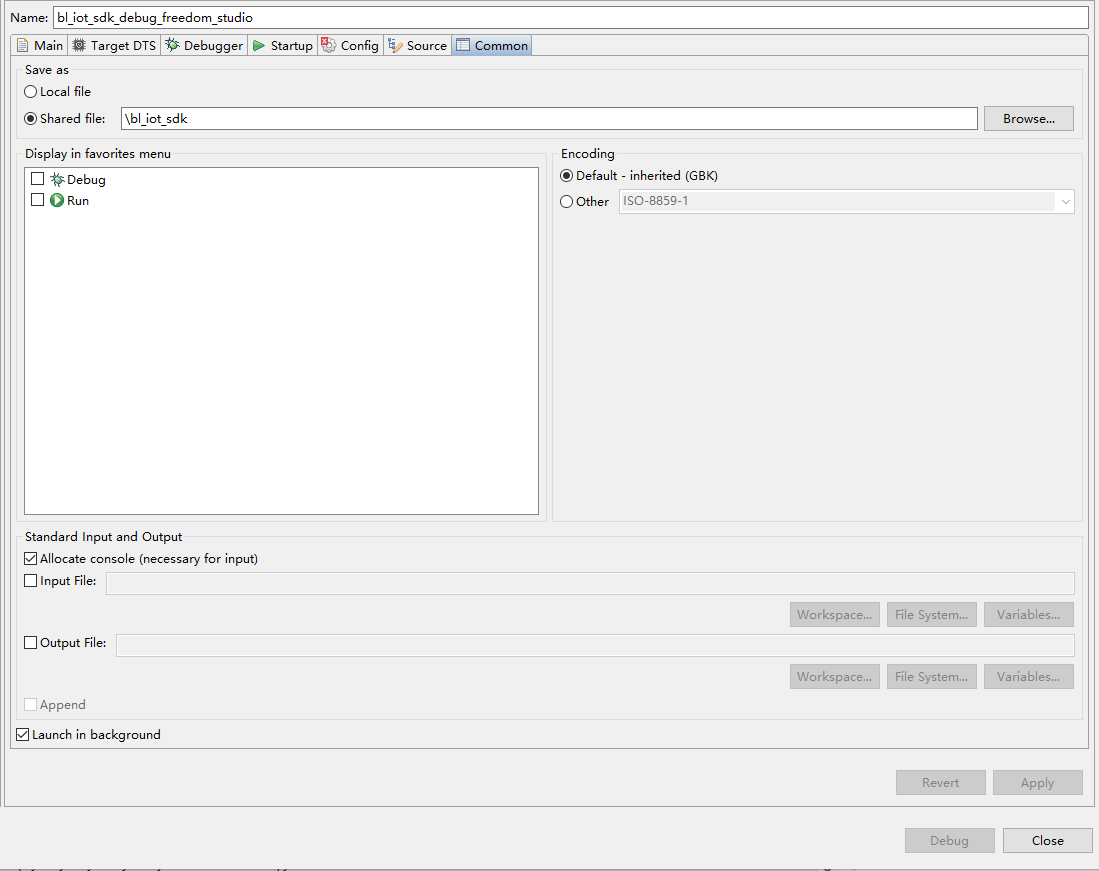 Name: bl_iot_sdk_debug_freedom_studio
Main Target DTS Debugger Startup Config Source Common
Save as
Local file
Shared file: \bl_iot_sdk Browse...
Display in favorites menu
Debug
Run
Encoding
Default - inherited (GBK)
Other ISO-8859-1
Standard Input and Output
Allocate console (necessary for input)
Input File:
Workspace... File System... Variables...
Output File:
Workspace... File System... Variables...
Append
Launch in background
Revert Apply
Debug Close